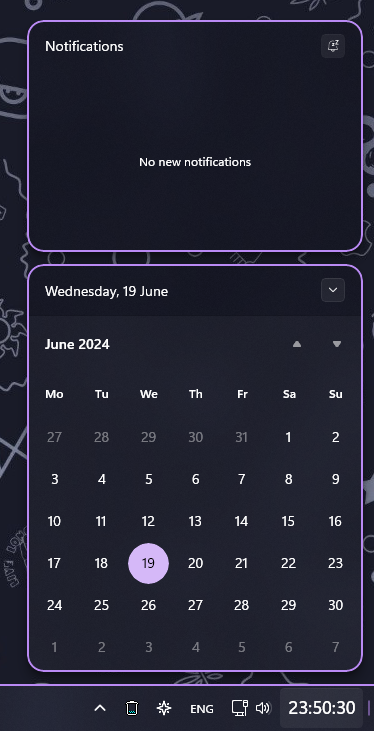 Notifications
No new notifications
Wednesday, 19 June
June 2024
Mo Tu We Th Fr Sa Su
27 28 29 30 31 1 2
3 4 5 6 7 8 9
10 11 12 13 14 15 16
17 18 19 20 21 22 23
24 25 26 27 28 29 30
1 2 3 4 5 6 7
ENG 23:50:30